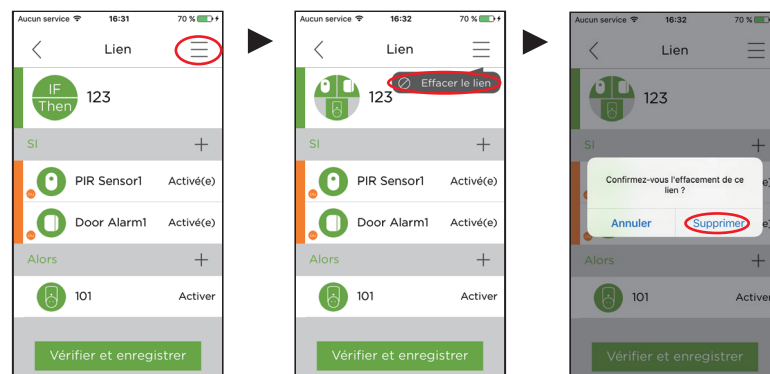 Aucun service 16:31 70 %
Lien
IF
Then
123
SI +
PIR Sensor1 Activé(e)
Door Alarm1 Activé(e)
Alors +
101 Activer
Vérifier et enregistrer
Aucun service 16:32 70 %
Lien
Effacer le lien
123
SI +
PIR Sensor1 Activé(e)
Door Alarm1 Activé(e)
Alors +
101 Activer
Vérifier et enregistrer
Aucun service 16:32 70 %
Lien
123
SI +
Confirmez-vous l'effacement de ce
lien ?
Annuler Supprimer
Alors +
101 Activer
Vérifier et enregistrer